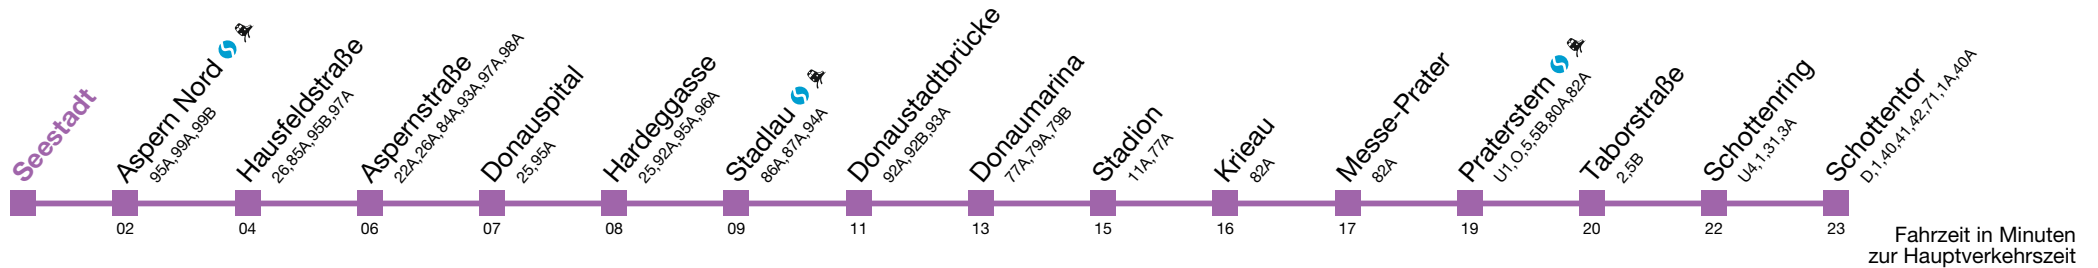 Seestadt
Aspern Nord
95A,99A,99B
Hausfeldstraße
26,85A,95B,97A
Aspernstraße
22A,26A,84A,93A,97A,98A
Donauspital
25,95A
Hardeggasse
25,92A,95A,96A
Stadlau
86A,87A,94A
Donaustadtbrücke
92A,92B,93A
Donaumarina
77A,79A,79B
Stadion
11A,77A
Krieau
82A
Messe-Prater
82A
Praterstern
U1,O,5,5B,80A,82A
Taborstraße
2,5B
Schottenring
U4,1,31,3A
Schottentor
D,1,40,41,42,71,1A,40A
02 04 06 07 08 09 11 13 15 16 17 19 20 22 23
Fahrzeit in Minuten
zur Hauptverkehrszeit